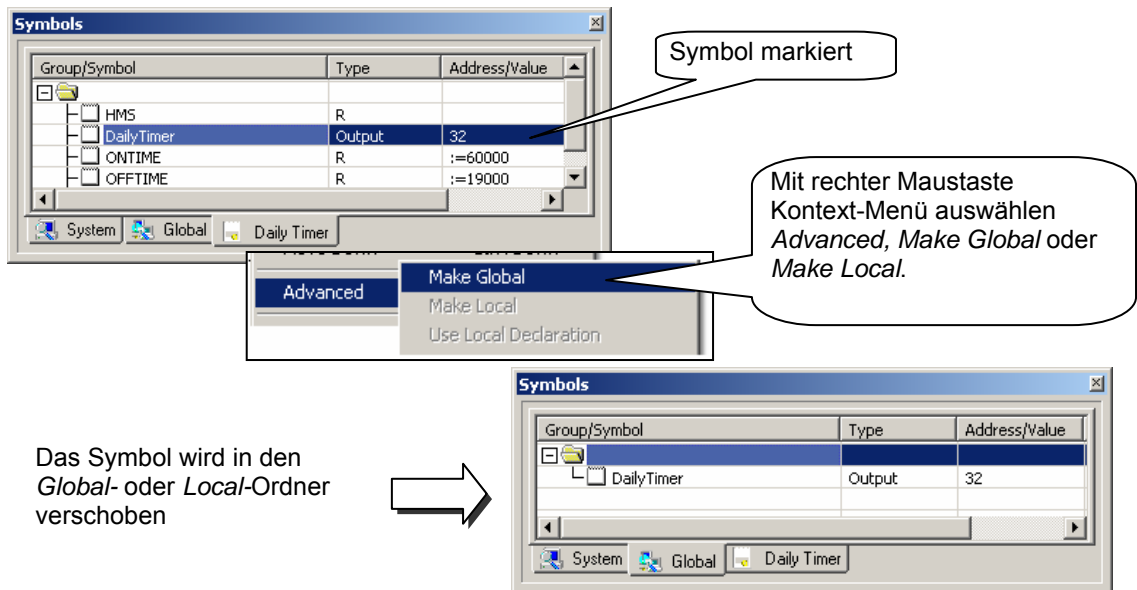 Symbols
Group/Symbol Type Address/Value
HMS R
DailyTimer Output 32
ONTIME R :=60000
OFFTIME R :=19000
System Global Daily Timer
Symbol markiert
Mit rechter Maustaste
Kontext-Menü auswählen
Advanced, Make Global oder
Make Local.
Advanced Make Global
Make Local
Use Local Declaration
Das Symbol wird in den
Global- oder Local-Ordner
verschoben
Symbols
Group/Symbol Type Address/Value
DailyTimer Output 32
System Global Daily Timer